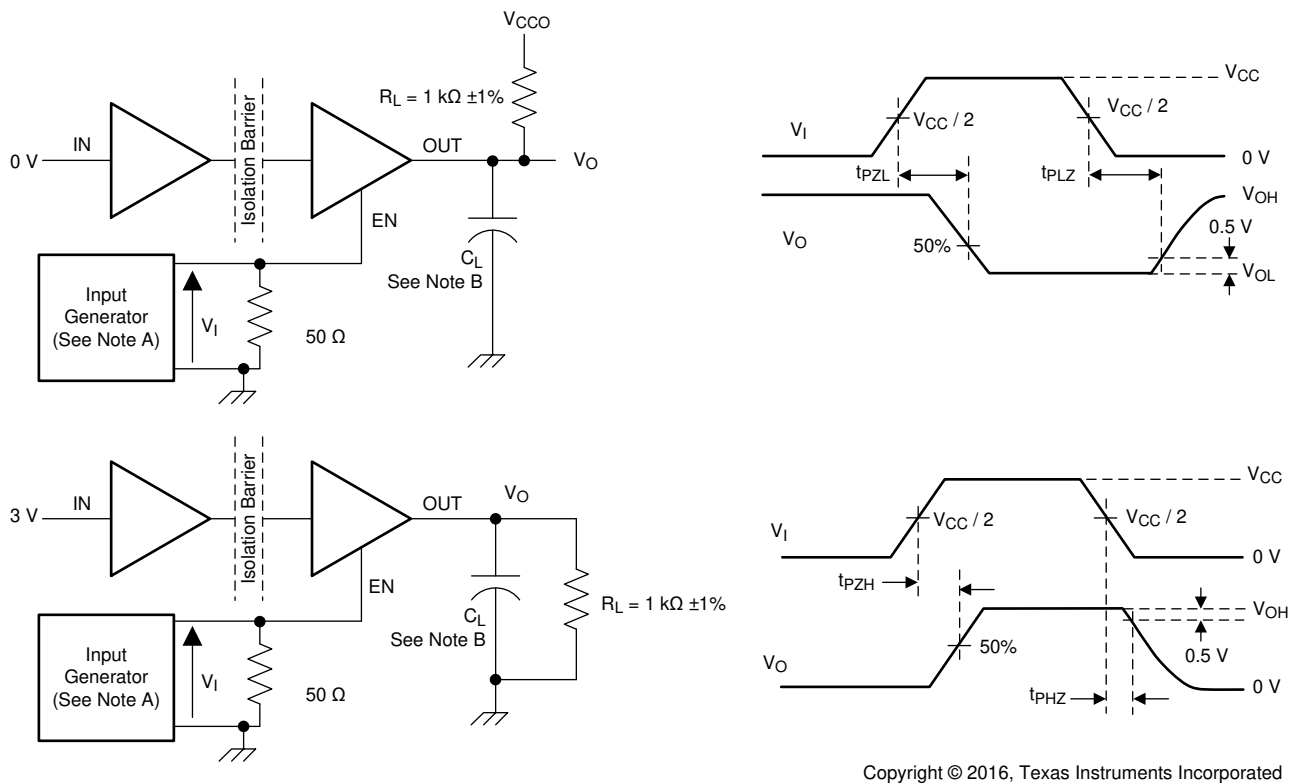 VCCO
RL = 1 kΩ ±1%
0 V
IN
Isolation Barrier
OUT
VO
EN
CL
See Note B
Input
Generator
(See Note A)
VI
50 Ω
VI
VCC / 2
VCC / 2
VCC
0 V
tPZL
tPLZ
VO
50%
VOH
0.5 V
VOL
3 V
IN
Isolation Barrier
OUT
VO
EN
CL
See Note B
RL = 1 kΩ ±1%
Input
Generator
(See Note A)
VI
50 Ω
VI
VCC / 2
VCC / 2
VCC
0 V
tPZH
VO
50%
VOH
0.5 V
tPHZ
0 V
Copyright © 2016, Texas Instruments Incorporated